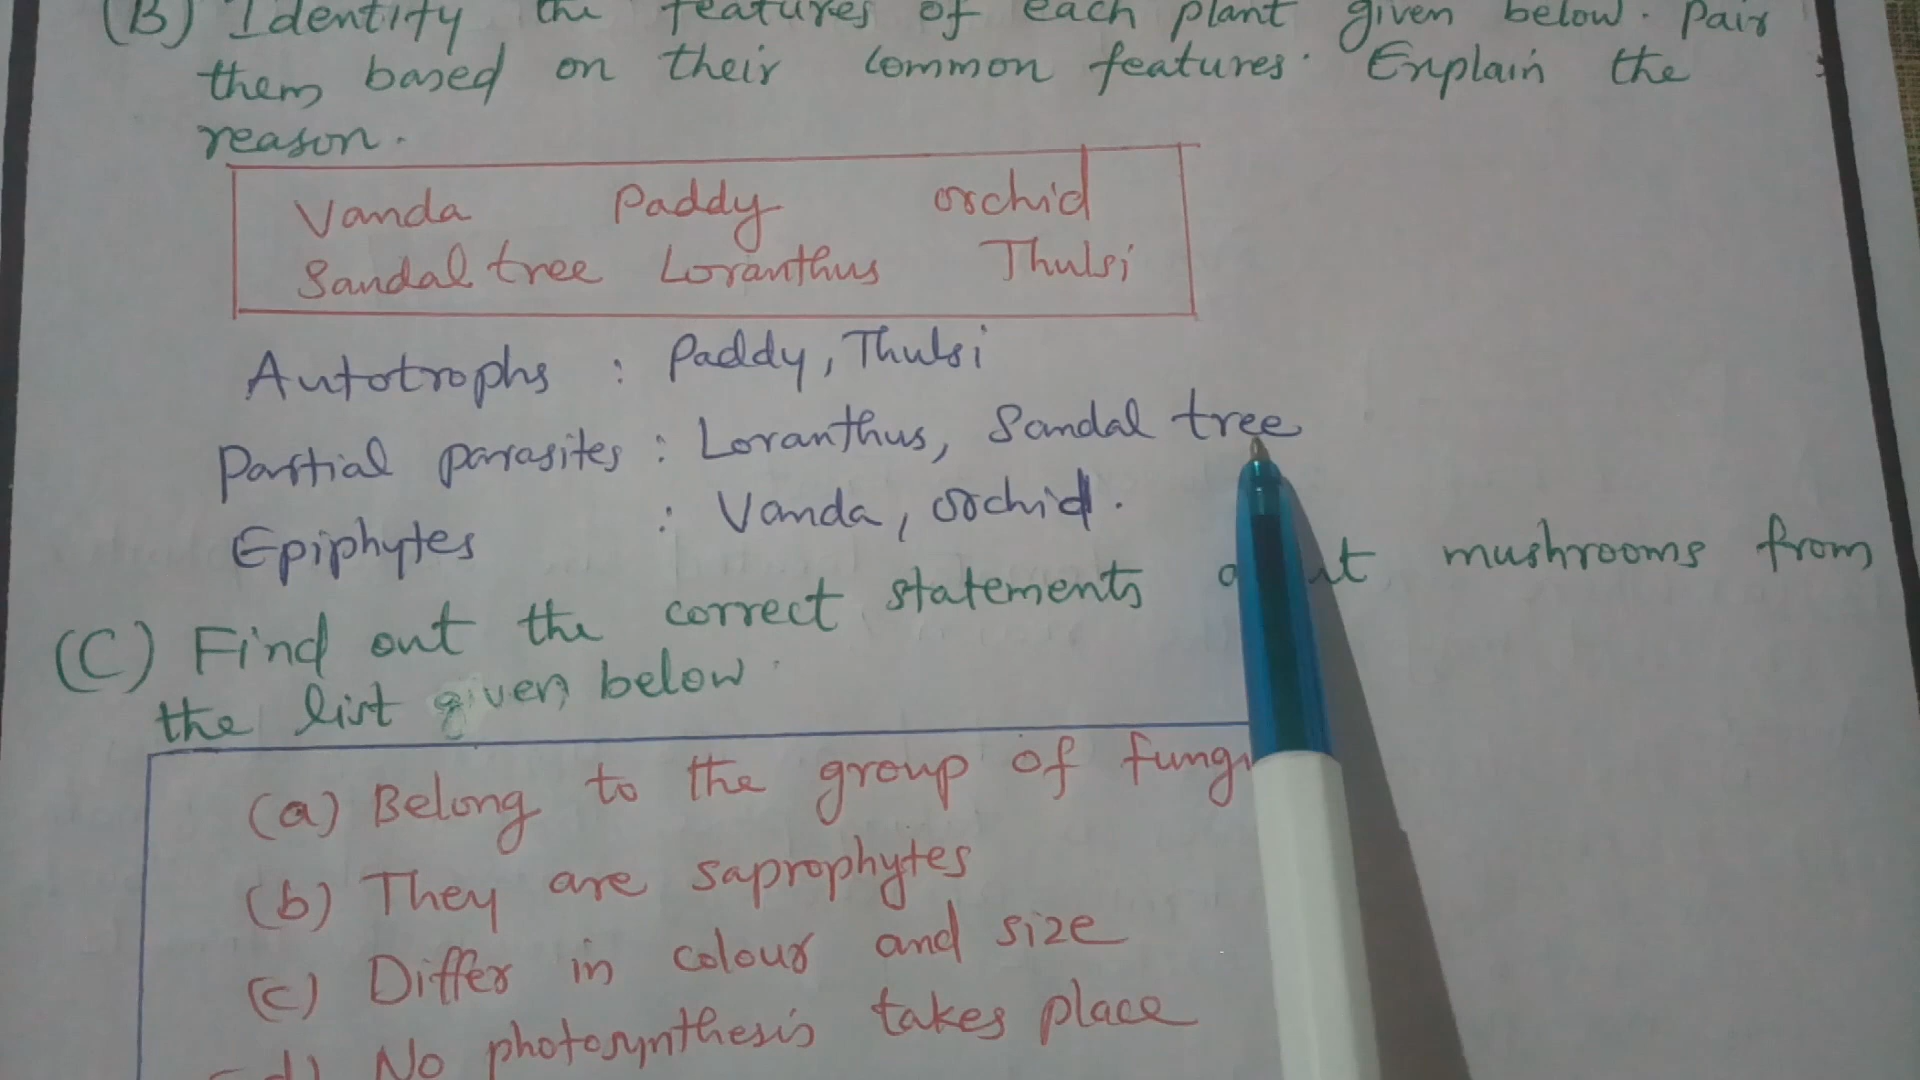 (B) Identify the features of each plant given below. Pair
them based on their common features. Explain the
reason.
Vanda Paddy orchid
Sandal tree Loranthus Thulsi
Autotrophs : Paddy, Thulsi
Partial parasites : Loranthus, Sandal tree
Epiphytes : Vanda, orchid.
(C) Find out the correct statements mushrooms from
the list given below.
(a) Belong to the group of fungi
(b) They are saprophytes
(c) Differ in colour and size
(d) No photosynthesis takes place